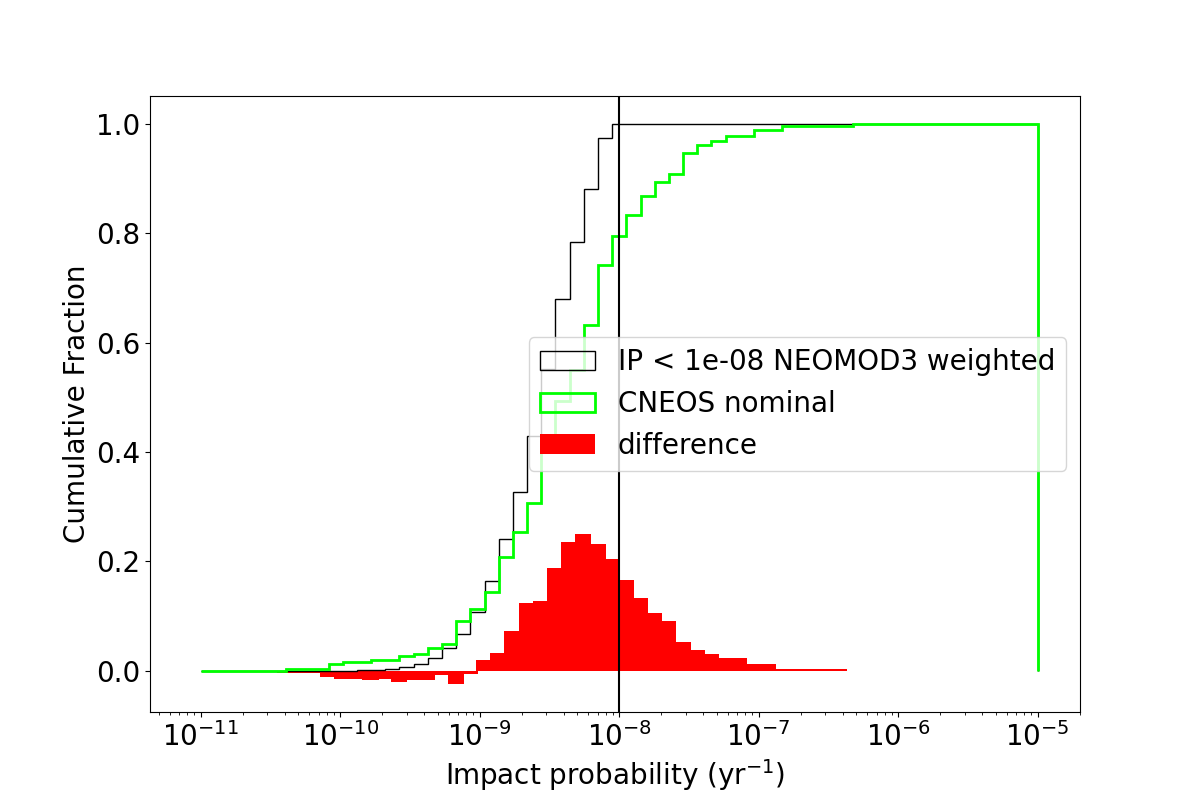 1.0
0.8
0.6
0.4
0.2
0.0
Cumulative Fraction
IP < 1e-08 NEOMOD3 weighted
CNEOS nominal
difference
10⁻¹¹ 10⁻¹⁰ 10⁻⁹ 10⁻⁸ 10⁻⁷ 10⁻⁶ 10⁻⁵
Impact probability (yr⁻¹)